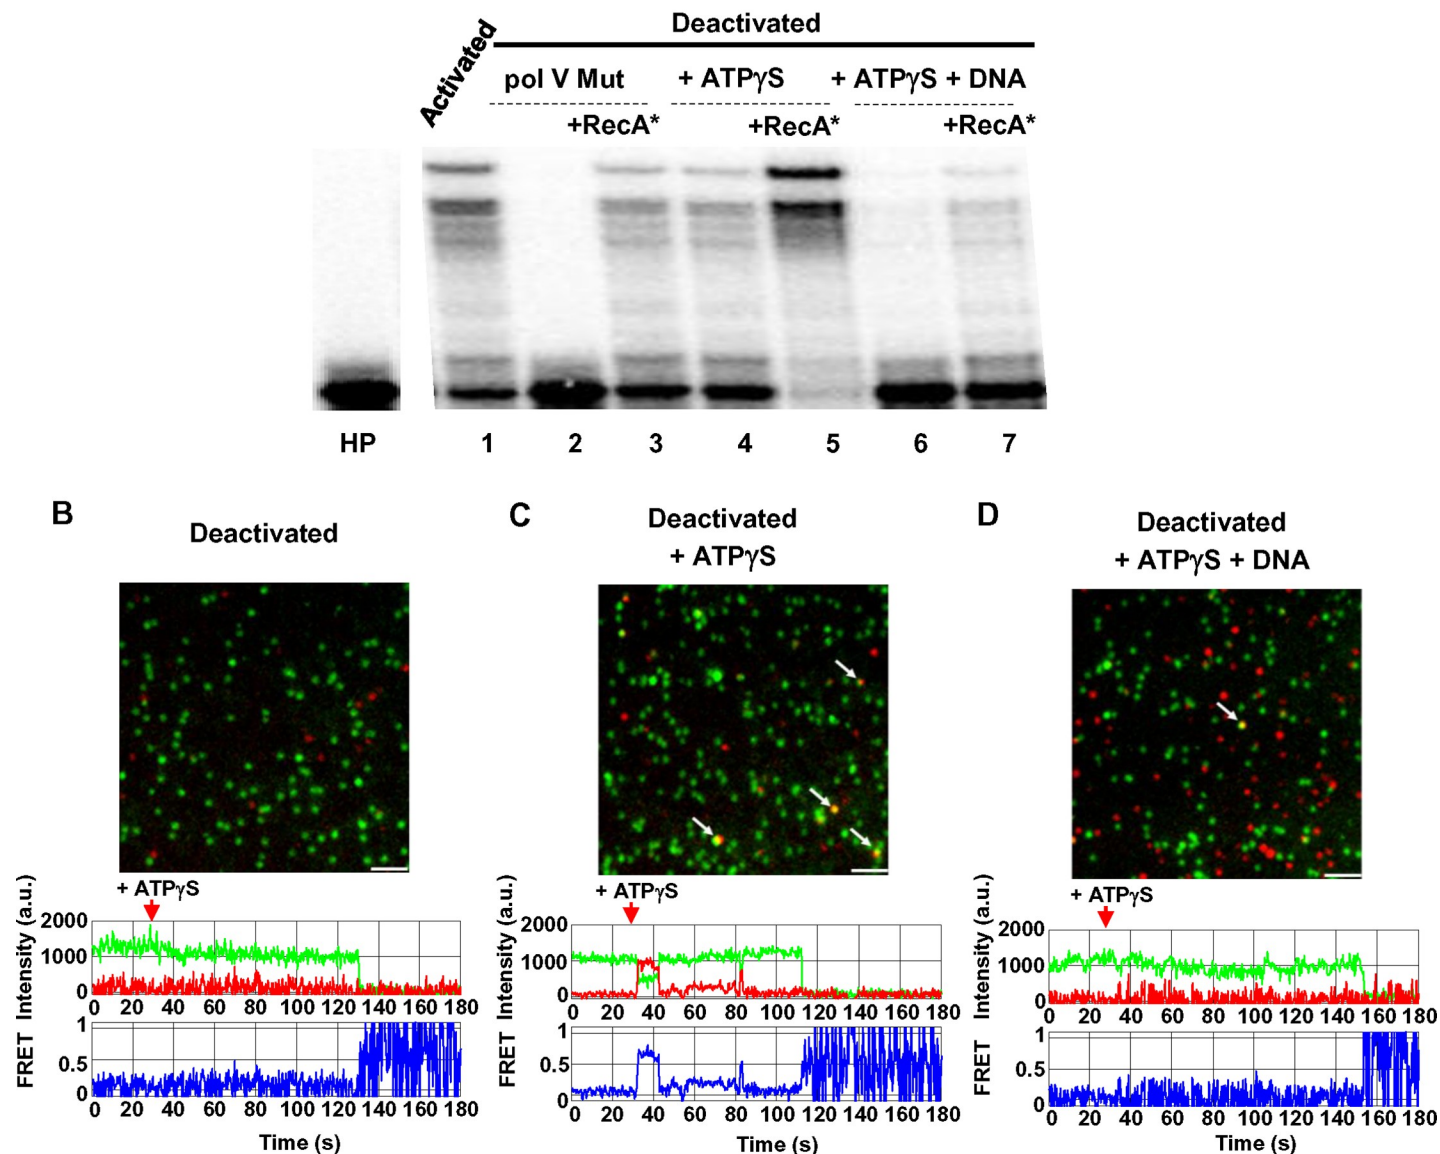 Deactivated
Activated
pol V Mut
+ ATPγS
+ ATPγS + DNA
+RecA*
+RecA*
+RecA*
HP
1
2
3
4
5
6
7
B
Deactivated
C
Deactivated
+ ATPγS
D
Deactivated
+ ATPγS + DNA
+ ATPγS
Intensity (a.u.)
2000
1000
0
0 20 40 60 80 100 120 140 160 180
FRET
1
0.5
0
0 20 40 60 80 100 120 140 160 180
Time (s)
+ ATPγS
Intensity (a.u.)
2000
1000
0
0 20 40 60 80 100 120 140 160 180
FRET
1
0.5
0
0 20 40 60 80 100 120 140 160 180
Time (s)
+ ATPγS
Intensity (a.u.)
2000
1000
0
0 20 40 60 80 100 120 140 160 180
FRET
1
0.5
0
0 20 40 60 80 100 120 140 160 180
Time (s)